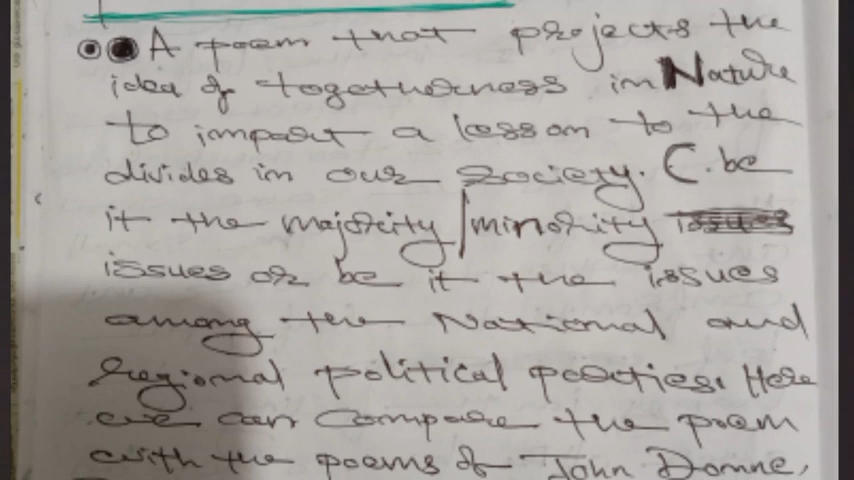 A poem that projects the
idea of togetherness in Nature
to impart a lesson to the
divides in our society. (. be
it the majority/minority issues
issues or be it the issues
among the National and
regional political parties. Here
we can compare the poem
with the poems of John Donne,